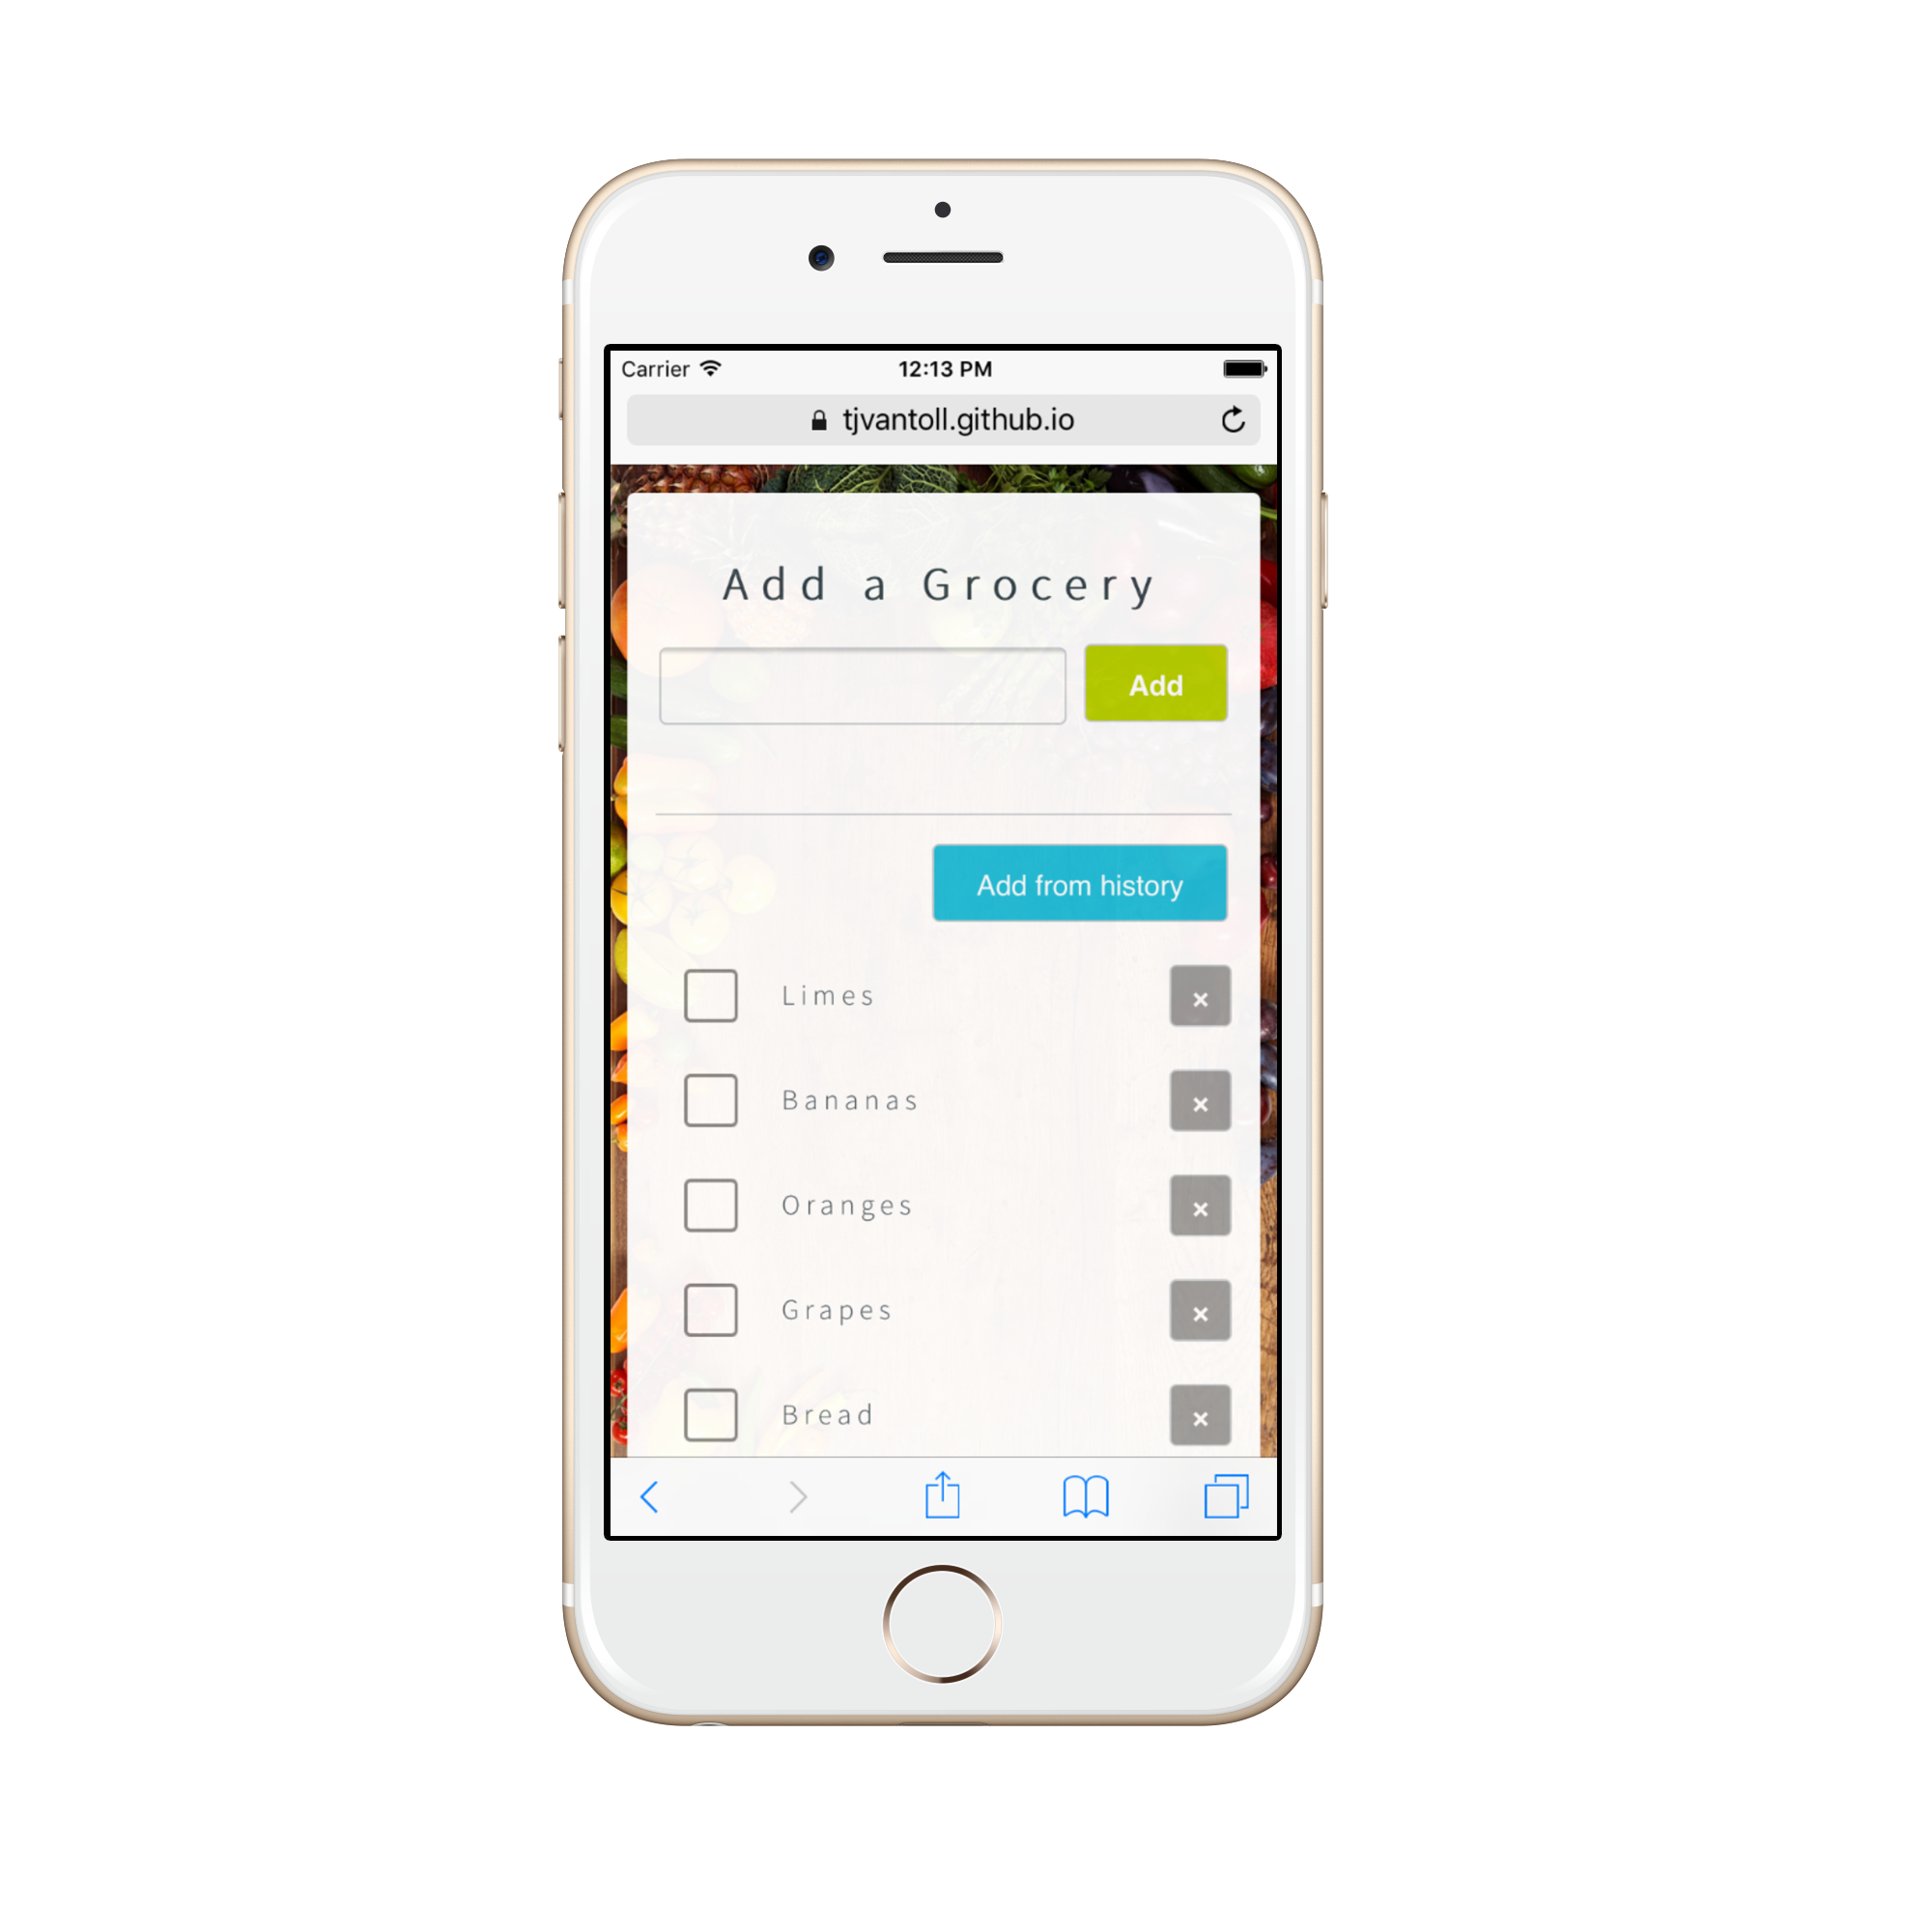 Carrier 12:13 PM
tjvantoll.github.io
Add a Grocery
Add
Add from history
Limes ×
Bananas ×
Oranges ×
Grapes ×
Bread ×